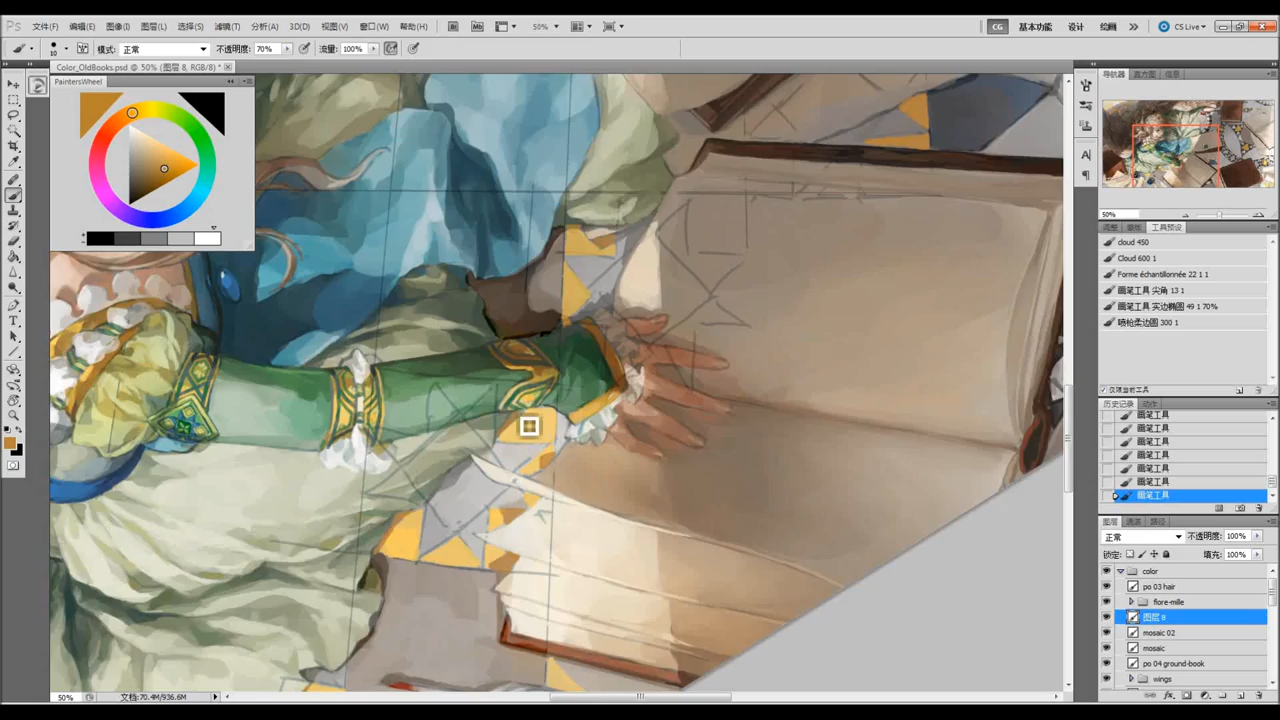 Ps 文件(F) 编辑(E) 图像(I) 图层(L) 选择(S) 滤镜(T) 分析(A) 3D(D) 视图(V) 窗口(W) 帮助(H) Br Mb 50% CG 基本功能 设计 绘画 CS Live
10 模式: 正常 不透明度: 70% 流量: 100%
Color_OldBooks.psd @ 50% (图层 8, RGB/8) *
PaintersWheel
导航器 直方图 信息
50%
调整 蒙版 工具预设
cloud 450
Cloud 600 1
Forme échantillonnée 22 1 1
画笔工具 尖角 13 1
画笔工具 实边椭圆 49 1 70%
喷枪柔边圆 300 1
仅限当前工具
历史记录 动作
画笔工具
画笔工具
画笔工具
画笔工具
画笔工具
画笔工具
画笔工具
图层 通道 路径
正常 不透明度: 100%
锁定: 填充: 100%
color
po 03 hair
fiore-mille
图层 8
mosaic 02
mosaic
po 04 ground-book
wings
50% 文档:70.4M/936.6M